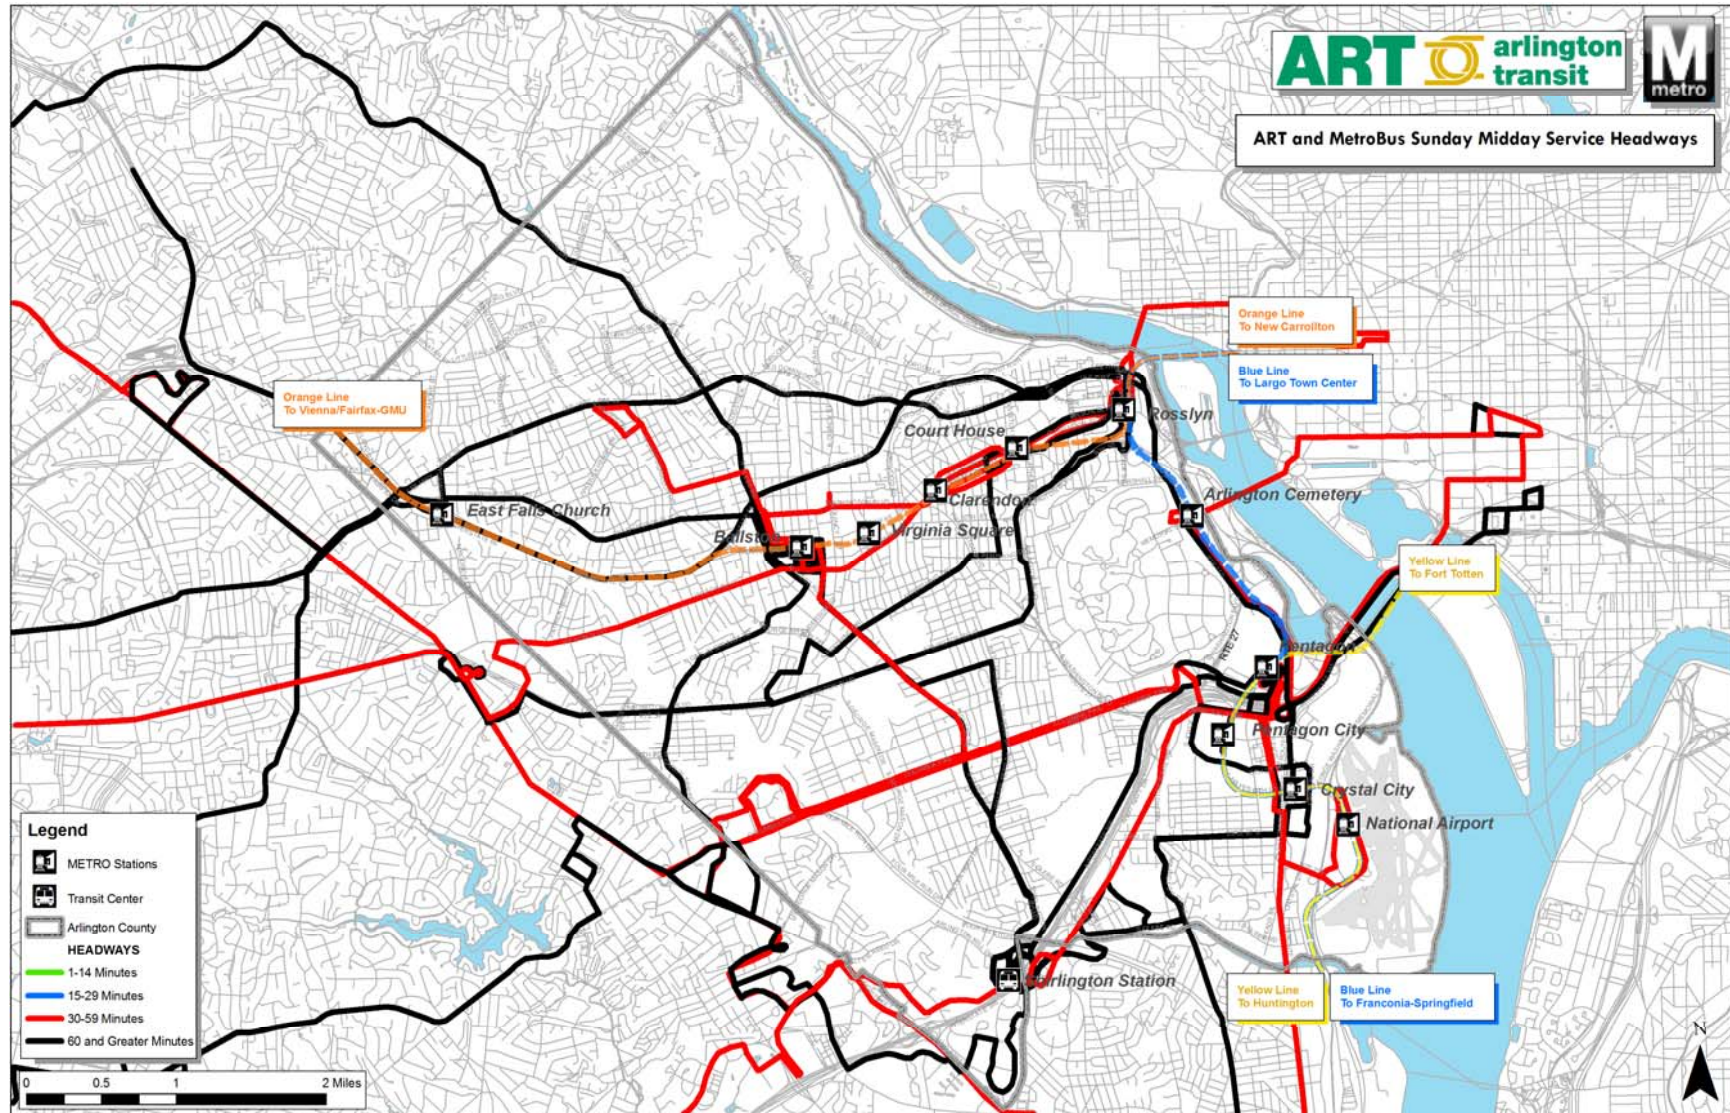 ART arlington
transit
M
metro
ART and MetroBus Sunday Midday Service Headways
Orange Line
To New Carrollton
Blue Line
To Largo Town Center
Orange Line
To Vienna/Fairfax-GMU
Rosslyn
Court House
Clarendon
Arlington Cemetery
East Falls Church
Virginia Square
Ballston
Yellow Line
To Fort Totten
RTE 27
Pentagon
Pentagon City
Crystal City
National Airport
Shirlington Station
Yellow Line
To Huntington
Blue Line
To Franconia-Springfield
Legend
METRO Stations
Transit Center
Arlington County
HEADWAYS
1-14 Minutes
15-29 Minutes
30-59 Minutes
60 and Greater Minutes
0 0.5 1 2 Miles
N